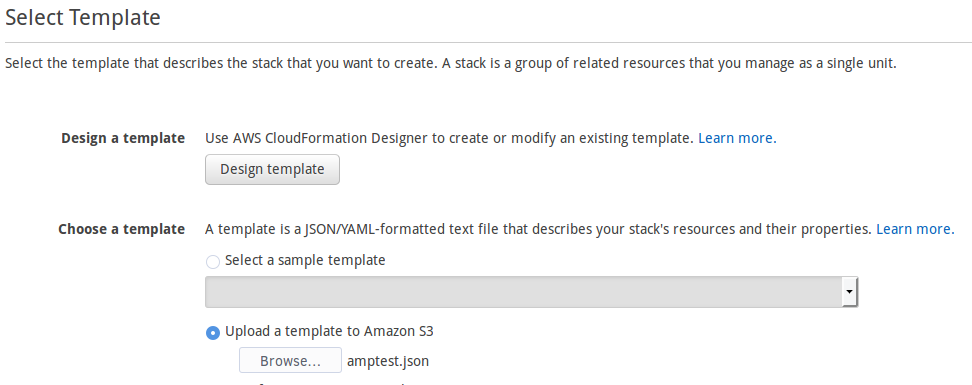 Select Template
Select the template that describes the stack that you want to create. A stack is a group of related resources that you manage as a single unit.
Design a template Use AWS CloudFormation Designer to create or modify an existing template. Learn more.
Design template
Choose a template A template is a JSON/YAML-formatted text file that describes your stack's resources and their properties. Learn more.
Select a sample template
Upload a template to Amazon S3
Browse... amptest.json